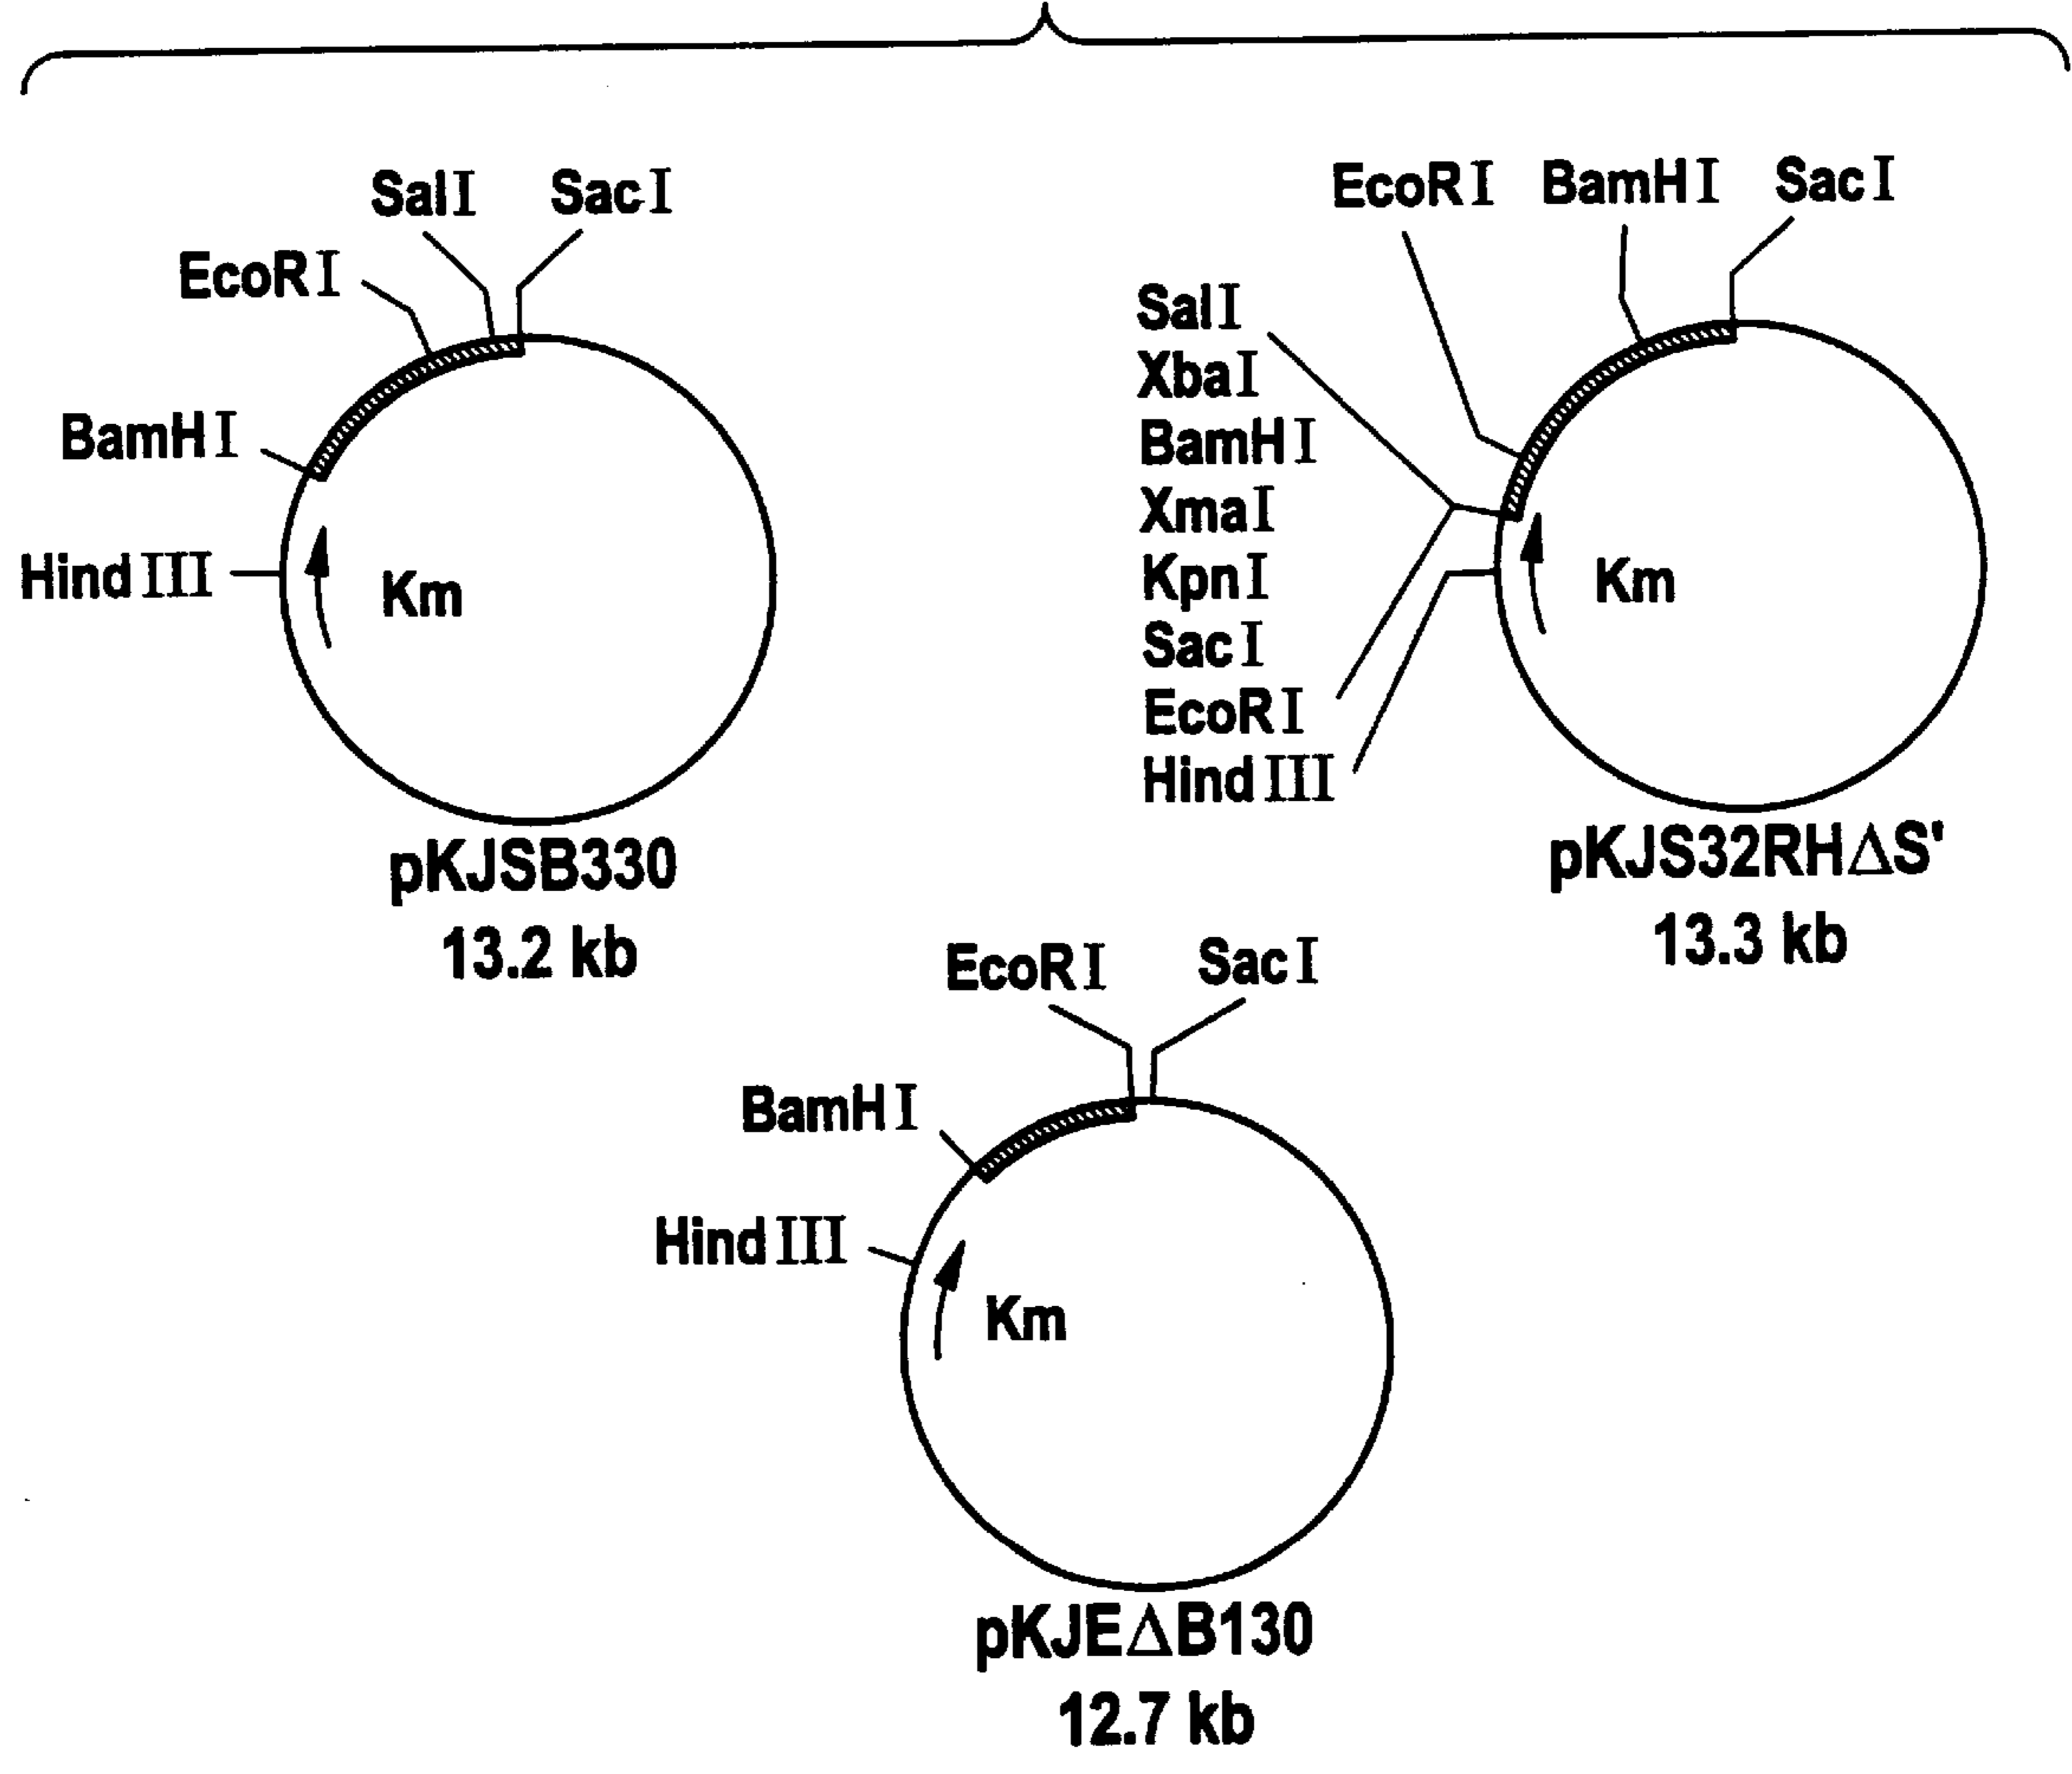 SalI SacI
EcoRI
BamHI
HindIII
Km
pKJSB330
13.2 kb
EcoRI BamHI SacI
SalI
XbaI
BamHI
XmaI
KpnI
SacI
EcoRI
HindIII
Km
pKJS32RHΔS'
13.3 kb
EcoRI SacI
BamHI
HindIII
Km
pKJEΔB130
12.7 kb